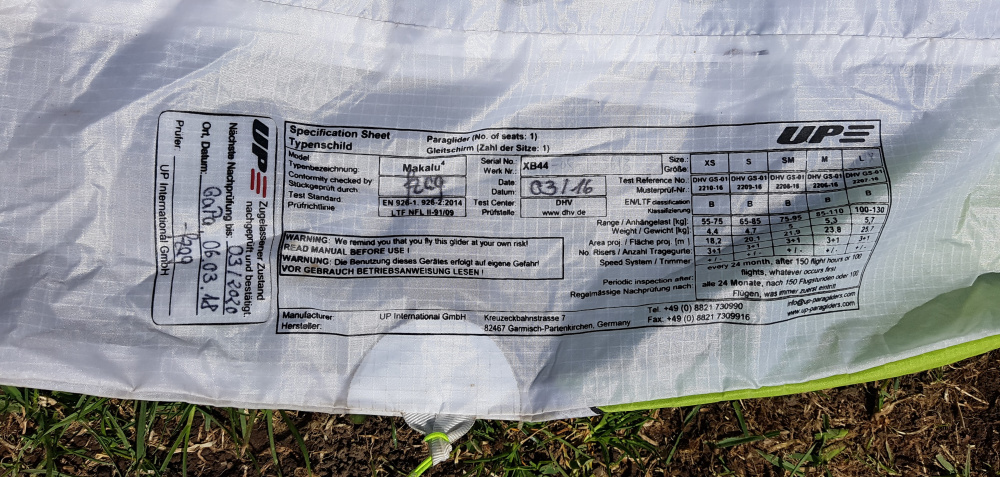 UP
Zugelassener Zustand
nachgeprüft und bestätigt
Nächste Nachprüfung bis: 03/2020
Ort, Datum: GaPa, 06.03.18
Prüfer:
UP International GmbH
Specification Sheet
Typenschild
Paraglider (No. of seats: 1)
Gleitschirm (Zahl der Sitze: 1)
UP
Model
Typenbezeichnung:
Makalu⁴
Serial No.
Werk Nr.:
XB44
Size:
Größe:
XS S SM M L
Conformity checked by
Stückgeprüft durch:
Date:
Datum:
03/16
Test Reference No.
Musterprüf-Nr.
DHV GS-01 2210-16
DHV GS-01 2209-16
DHV GS-01 2208-16
DHV GS-01 2206-16
DHV GS-01 2207-16
Test Standard:
Prüfrichtlinie
EN 926-1, 926-2:2014
LTF NFL II-91/09
Test Center:
Prüfstelle:
DHV
www.dhv.de
EN/LTF classification
Klassifizierung
B B B B B
Range / Anhängelast [kg] 55-75 65-85 75-95 85-110 100-130
Weight / Gewicht [kg] 4,4 4,7 5 5,3 5,7
Area proj. / Fläche proj. [m ] 18,2 20,1 21,9 23,8 25,7
No. Risers / Anzahl Tragegurte 3+1 3+1 3+1 3+1 3+1
Speed System / Trimmer +/- +/- +/- +/- +/-
WARNING: We remind you that you fly this glider at your own risk!
READ MANUAL BEFORE USE !
WARNUNG: Die Benutzung dieses Gerätes erfolgt auf eigene Gefahr!
VOR GEBRAUCH BETRIEBSANWEISUNG LESEN !
Periodic inspection after:
Regelmässige Nachprüfung nach:
every 24 month, after 150 flight hours or 100
flights, whatever occurs first
alle 24 Monate, nach 150 Flugstunden oder 100
Flügen, was immer zuerst eintritt
Manufacturer
Hersteller:
UP International GmbH
Kreuzeckbahnstrasse 7
82467 Garmisch-Partenkirchen, Germany
Tel. +49 (0) 8821 730990
Fax. +49 (0) 8821 7309916
info@up-paragliders.com
www.up-paragliders.com